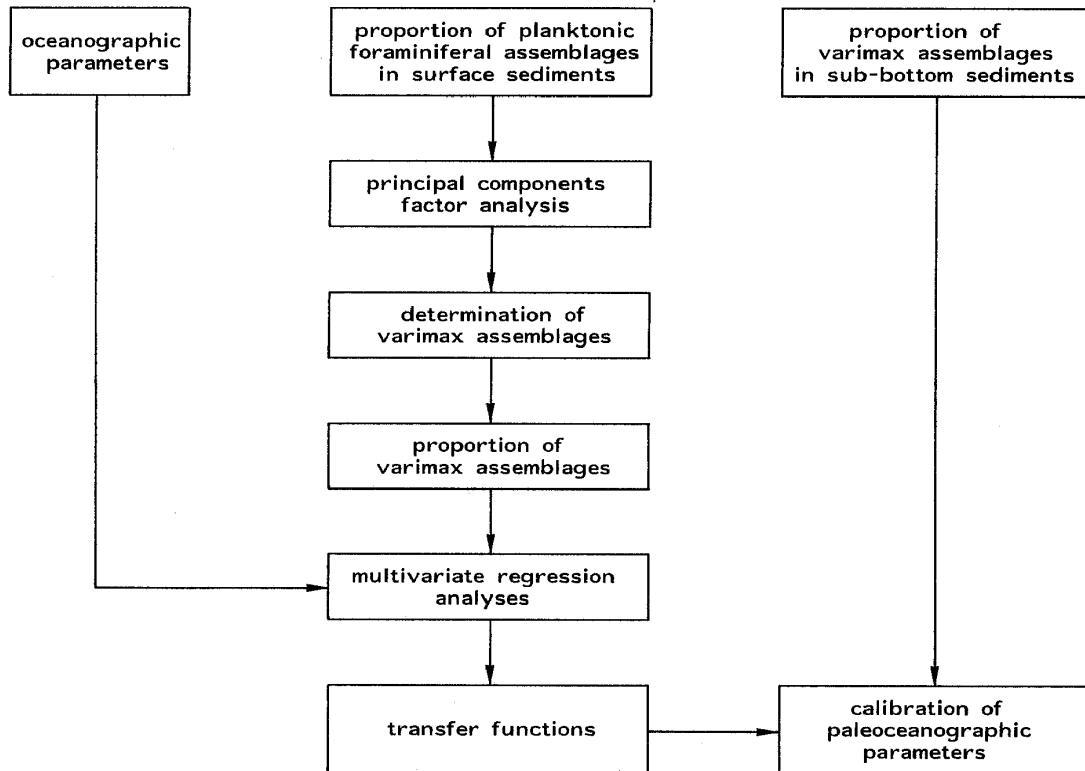 oceanographic
parameters
proportion of planktonic
foraminiferal assemblages
in surface sediments
proportion of
varimax assemblages
in sub-bottom sediments
principal components
factor analysis
determination of
varimax assemblages
proportion of
varimax assemblages
multivariate regression
analyses
transfer functions
calibration of
paleoceanographic
parameters